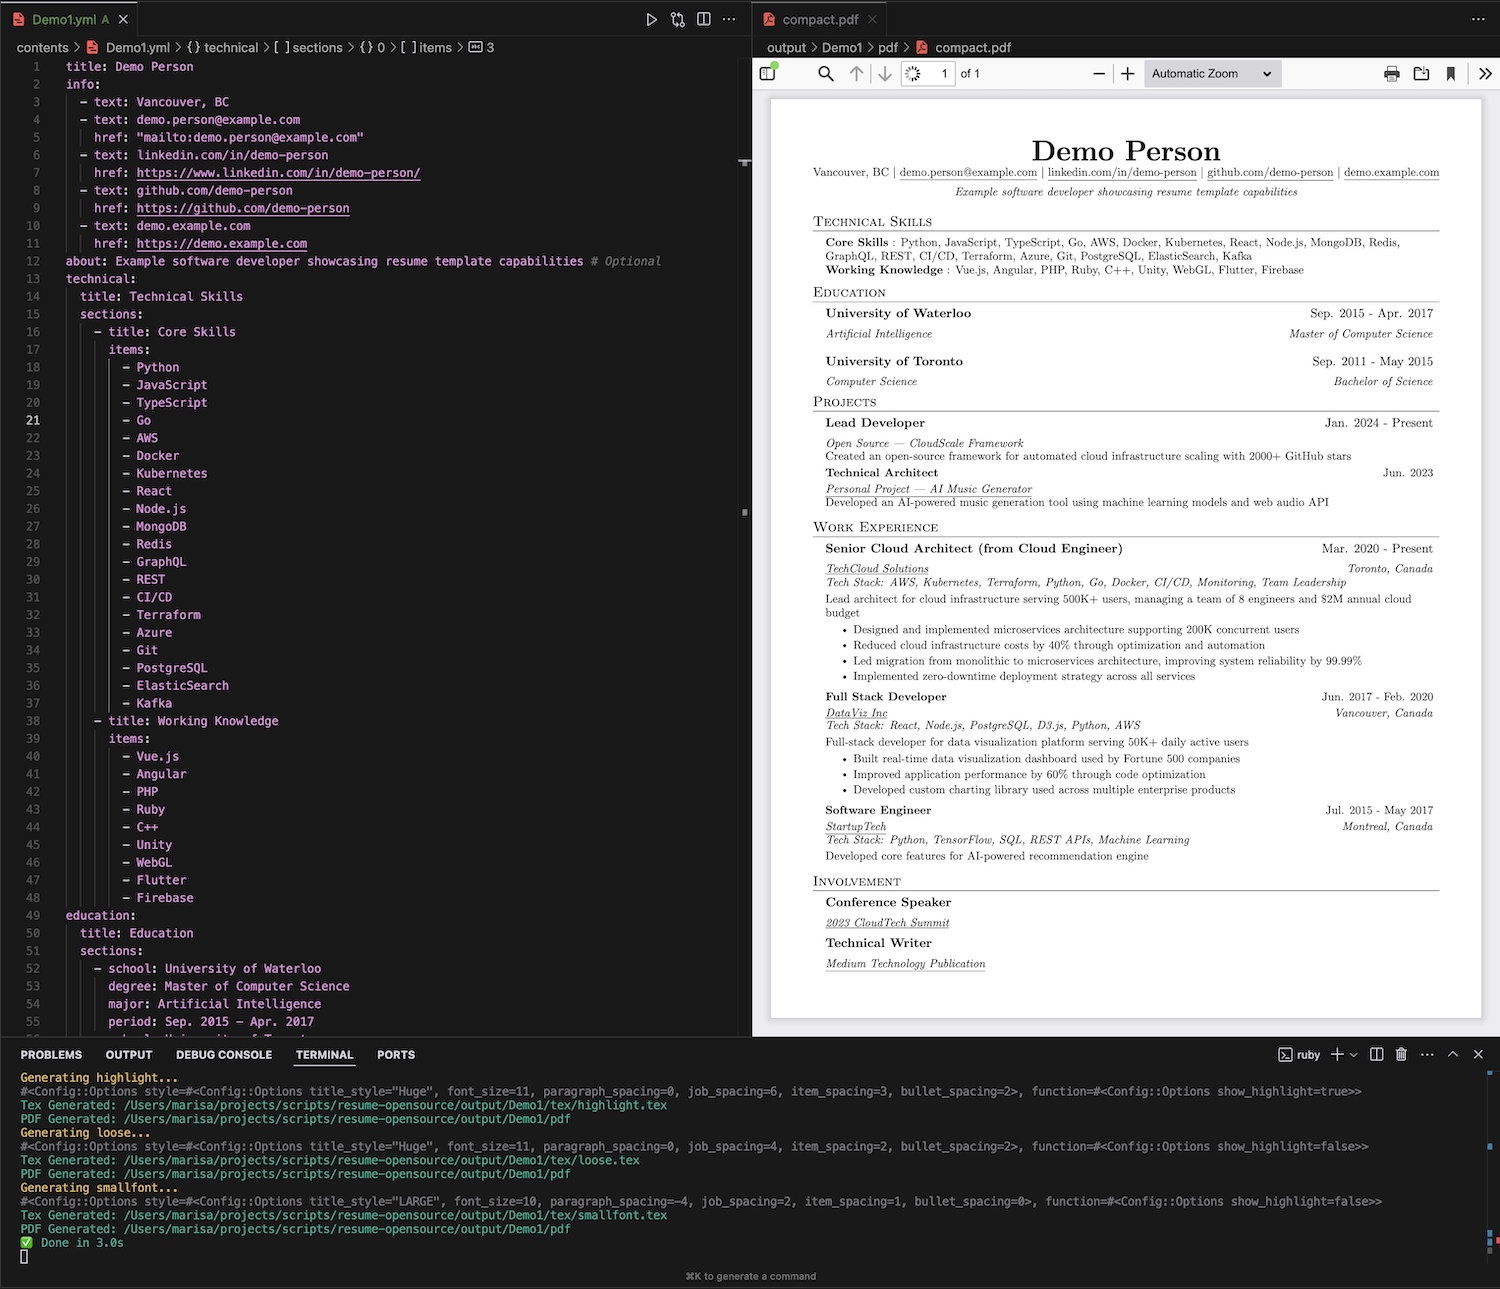 Demo1.yml A
contents > Demo1.yml > {} technical > [ ] sections > {} 0 > [ ] items > abc 3
1 title: Demo Person
2 info:
3 - text: Vancouver, BC
4 - text: demo.person@example.com
5 href: "mailto:demo.person@example.com"
6 - text: linkedin.com/in/demo-person
7 href: https://www.linkedin.com/in/demo-person/
8 - text: github.com/demo-person
9 href: https://github.com/demo-person
10 - text: demo.example.com
11 href: https://demo.example.com
12 about: Example software developer showcasing resume template capabilities # Optional
13 technical:
14 title: Technical Skills
15 sections:
16 - title: Core Skills
17 items:
18 - Python
19 - JavaScript
20 - TypeScript
21 - Go
22 - AWS
23 - Docker
24 - Kubernetes
25 - React
26 - Node.js
27 - MongoDB
28 - Redis
29 - GraphQL
30 - REST
31 - CI/CD
32 - Terraform
33 - Azure
34 - Git
35 - PostgreSQL
36 - ElasticSearch
37 - Kafka
38 - title: Working Knowledge
39 items:
40 - Vue.js
41 - Angular
42 - PHP
43 - Ruby
44 - C++
45 - Unity
46 - WebGL
47 - Flutter
48 - Firebase
49 education:
50 title: Education
51 sections:
52 - school: University of Waterloo
53 degree: Master of Computer Science
54 major: Artificial Intelligence
55 period: Sep. 2015 - Apr. 2017
compact.pdf
output > Demo1 > pdf > compact.pdf
1 of 1 Automatic Zoom
Demo Person
Vancouver, BC | demo.person@example.com | linkedin.com/in/demo-person | github.com/demo-person | demo.example.com
Example software developer showcasing resume template capabilities
Technical Skills
Core Skills : Python, JavaScript, TypeScript, Go, AWS, Docker, Kubernetes, React, Node.js, MongoDB, Redis,
GraphQL, REST, CI/CD, Terraform, Azure, Git, PostgreSQL, ElasticSearch, Kafka
Working Knowledge : Vue.js, Angular, PHP, Ruby, C++, Unity, WebGL, Flutter, Firebase
Education
University of Waterloo Sep. 2015 - Apr. 2017
Artificial Intelligence Master of Computer Science
University of Toronto Sep. 2011 - May 2015
Computer Science Bachelor of Science
Projects
Lead Developer Jan. 2024 - Present
Open Source — CloudScale Framework
Created an open-source framework for automated cloud infrastructure scaling with 2000+ GitHub stars
Technical Architect Jun. 2023
Personal Project — AI Music Generator
Developed an AI-powered music generation tool using machine learning models and web audio API
Work Experience
Senior Cloud Architect (from Cloud Engineer) Mar. 2020 - Present
TechCloud Solutions Toronto, Canada
Tech Stack: AWS, Kubernetes, Terraform, Python, Go, Docker, CI/CD, Monitoring, Team Leadership
Lead architect for cloud infrastructure serving 500K+ users, managing a team of 8 engineers and $2M annual cloud
budget
• Designed and implemented microservices architecture supporting 200K concurrent users
• Reduced cloud infrastructure costs by 40% through optimization and automation
• Led migration from monolithic to microservices architecture, improving system reliability by 99.99%
• Implemented zero-downtime deployment strategy across all services
Full Stack Developer Jun. 2017 - Feb. 2020
DataViz Inc Vancouver, Canada
Tech Stack: React, Node.js, PostgreSQL, D3.js, Python, AWS
Full-stack developer for data visualization platform serving 50K+ daily active users
• Built real-time data visualization dashboard used by Fortune 500 companies
• Improved application performance by 60% through code optimization
• Developed custom charting library used across multiple enterprise products
Software Engineer Jul. 2015 - May 2017
StartupTech Montreal, Canada
Tech Stack: Python, TensorFlow, SQL, REST APIs, Machine Learning
Developed core features for AI-powered recommendation engine
Involvement
Conference Speaker
2023 CloudTech Summit
Technical Writer
Medium Technology Publication
PROBLEMS OUTPUT DEBUG CONSOLE TERMINAL PORTS ruby
Generating highlight...
#<Config::Options style=#<Config::Options title_style="Huge", font_size=11, paragraph_spacing=0, job_spacing=6, item_spacing=3, bullet_spacing=2>, function=#<Config::Options show_highlight=true>>
Tex Generated: /Users/marisa/projects/scripts/resume-opensource/output/Demo1/tex/highlight.tex
PDF Generated: /Users/marisa/projects/scripts/resume-opensource/output/Demo1/pdf
Generating loose...
#<Config::Options style=#<Config::Options title_style="Huge", font_size=11, paragraph_spacing=0, job_spacing=4, item_spacing=2, bullet_spacing=2>, function=#<Config::Options show_highlight=false>>
Tex Generated: /Users/marisa/projects/scripts/resume-opensource/output/Demo1/tex/loose.tex
PDF Generated: /Users/marisa/projects/scripts/resume-opensource/output/Demo1/pdf
Generating smallfont...
#<Config::Options style=#<Config::Options title_style="LARGE", font_size=10, paragraph_spacing=-4, job_spacing=2, item_spacing=1, bullet_spacing=0>, function=#<Config::Options show_highlight=false>>
Tex Generated: /Users/marisa/projects/scripts/resume-opensource/output/Demo1/tex/smallfont.tex
PDF Generated: /Users/marisa/projects/scripts/resume-opensource/output/Demo1/pdf
✅ Done in 3.0s
⌘K to generate a command